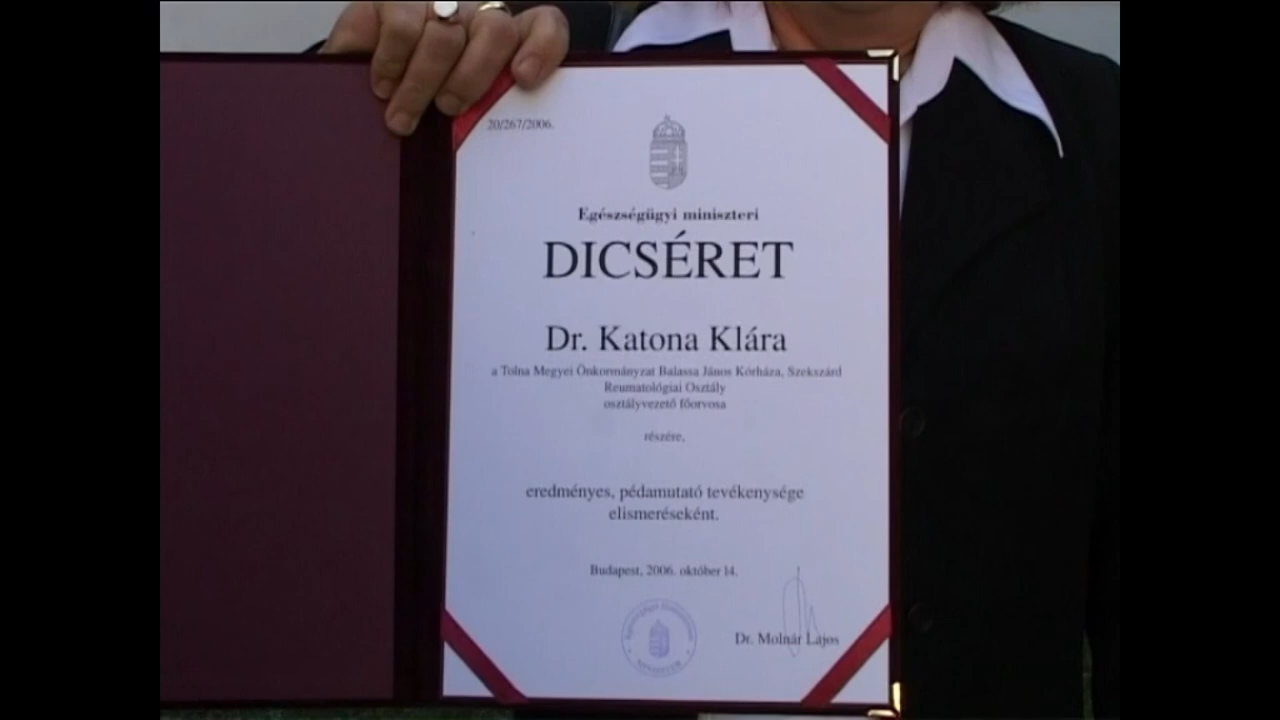 20/267/2006.
Egészségügyi miniszteri
DICSÉRET
Dr. Katona Klára
a Tolna Megyei Önkormányzat Balassa János Kórháza, Szekszárd
Reumatológiai Osztály
osztályvezető főorvosa
részére,
eredményes, pédamutató tevékenysége
elismeréseként.
Budapest, 2006. október 14.
Dr. Molnár Lajos